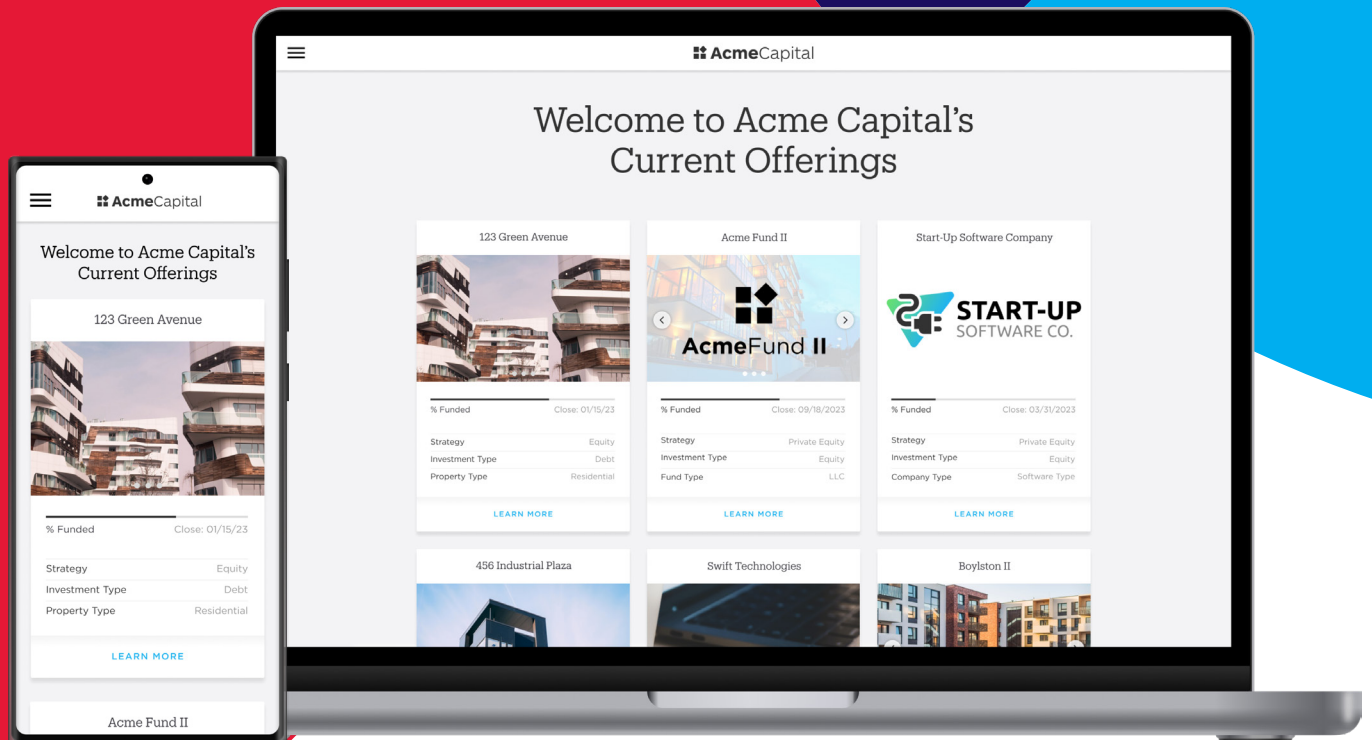 AcmeCapital
Welcome to Acme Capital's
Current Offerings
123 Green Avenue
% Funded Close: 01/15/23
Strategy Equity
Investment Type Debt
Property Type Residential
LEARN MORE
Acme Fund II
AcmeCapital
Welcome to Acme Capital's
Current Offerings
123 Green Avenue
% Funded Close: 01/15/23
Strategy Equity
Investment Type Debt
Property Type Residential
LEARN MORE
Acme Fund II
AcmeFund II
% Funded Close: 09/18/2023
Strategy Private Equity
Investment Type Equity
Fund Type LLC
LEARN MORE
Start-Up Software Company
START-UP
SOFTWARE CO.
% Funded Close: 03/31/2023
Strategy Private Equity
Investment Type Equity
Company Type Software Type
LEARN MORE
456 Industrial Plaza
Swift Technologies
Boylston II